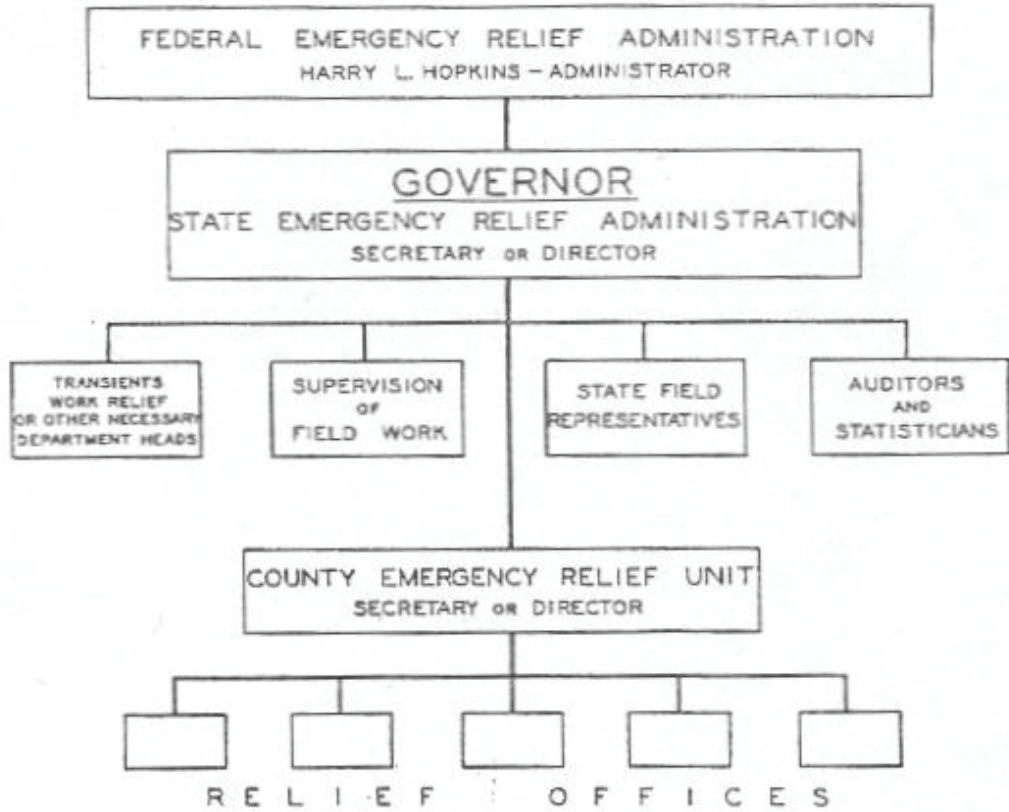 FEDERAL EMERGENCY RELIEF ADMINISTRATION
HARRY L. HOPKINS – ADMINISTRATOR
GOVERNOR
STATE EMERGENCY RELIEF ADMINISTRATION
SECRETARY OR DIRECTOR
TRANSIENTS
WORK RELIEF
OR OTHER NECESSARY
DEPARTMENT HEADS
SUPERVISION
OF
FIELD WORK
STATE FIELD
REPRESENTATIVES
AUDITORS
AND
STATISTICIANS
COUNTY EMERGENCY RELIEF UNIT
SECRETARY OR DIRECTOR
RELIEF OFFICES